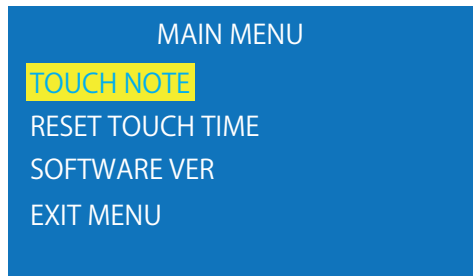 MAIN MENU
TOUCH NOTE
RESET TOUCH TIME
SOFTWARE VER
EXIT MENU